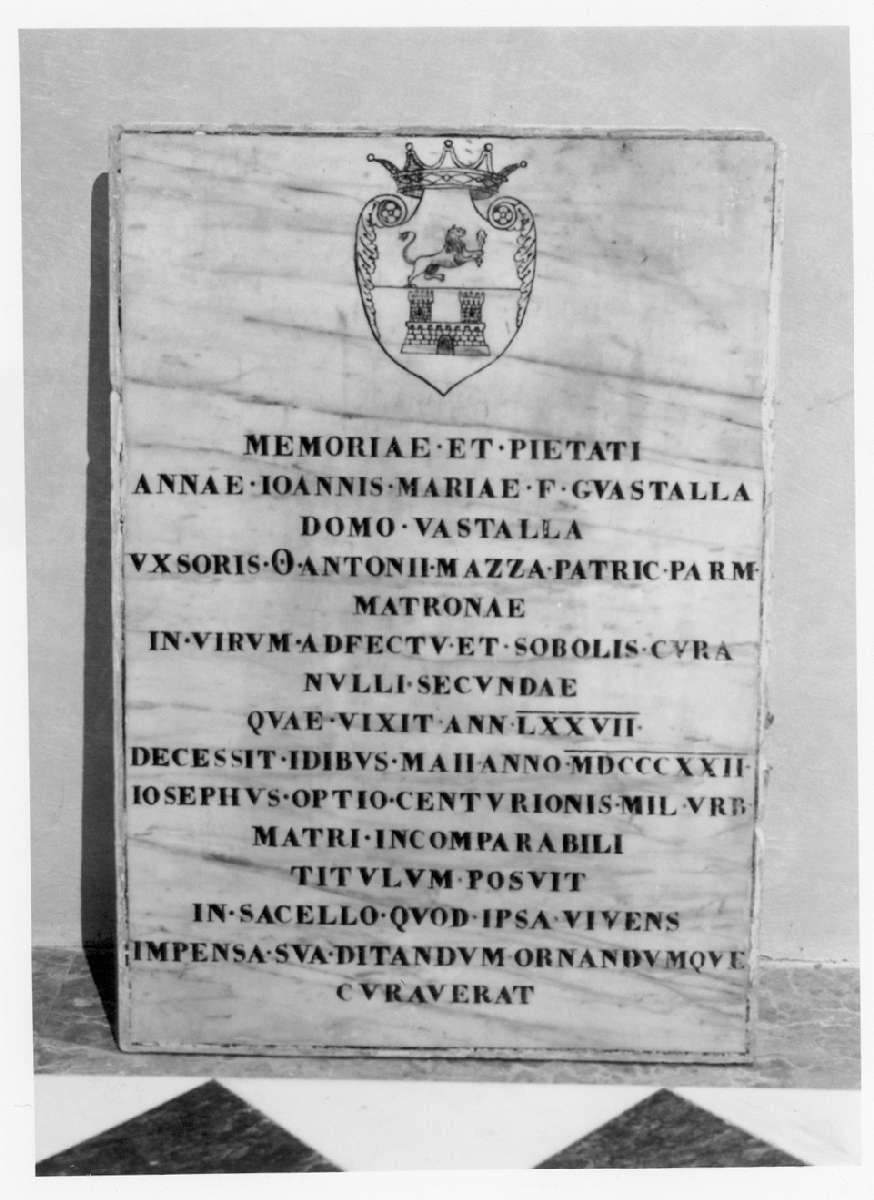 MEMORIAE·ET·PIETATI
ANNAE·IOANNIS·MARIAE·F·GVASTALLA
DOMO·VASTALLA
VXSORIS·Θ·ANTONII·MAZZA·PATRIC·PARM·
MATRONAE
IN·VIRVM·ADFECTV·ET·SOBOLIS·CVRA
NVLLI·SECVNDAE
QVAE·VIXIT·ANN·LXXVII·
DECESSIT·IDIBVS·MAII·ANNO·MDCCCXXII·
IOSEPHVS·OPTIO·CENTVRIONIS·MIL·VRB·
MATRI·INCOMPARABILI
TITVLVM·POSVIT
IN·SACELLO·QVOD·IPSA·VIVENS
IMPENSA·SVA·DITANDVM·ORNANDVMQVE
CVRAVERAT